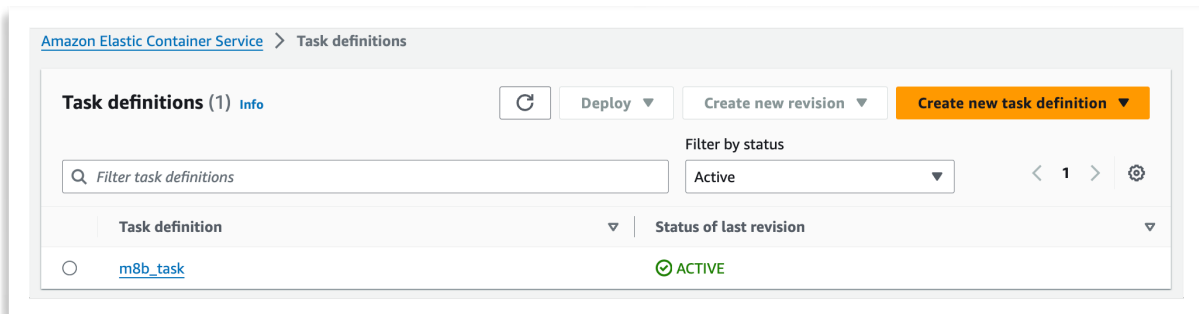 Amazon Elastic Container Service > Task definitions
Task definitions (1) Info
Deploy
Create new revision
Create new task definition
Filter by status
Filter task definitions
Active
1
Task definition
Status of last revision
m8b_task
ACTIVE